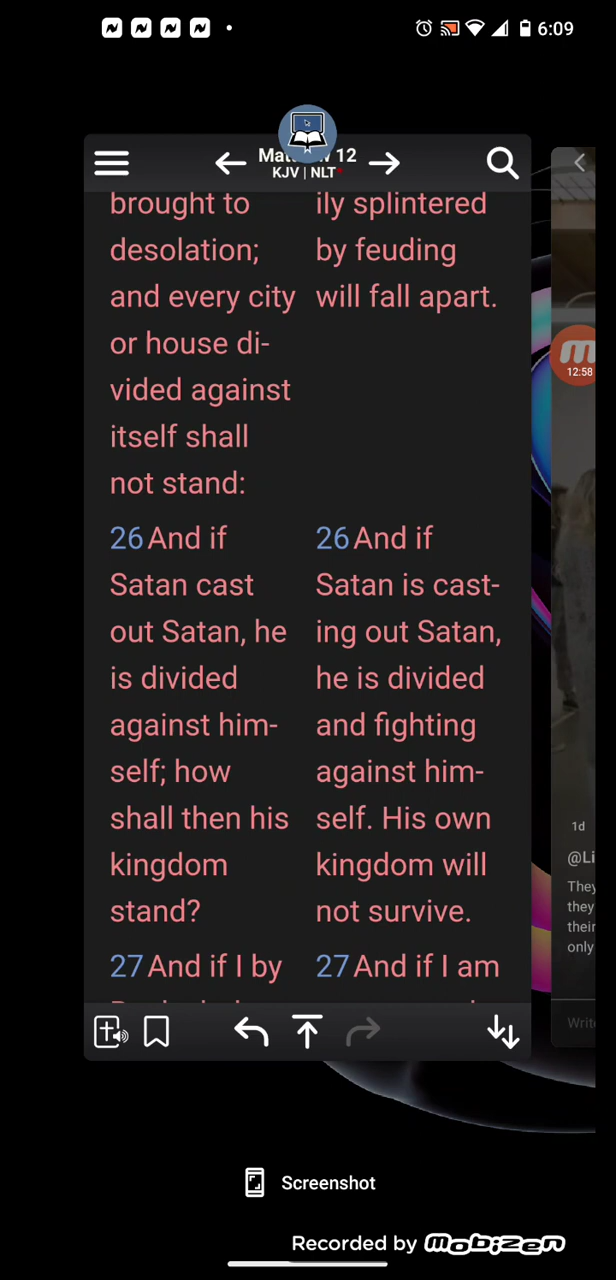 6:09
Matthew 12
KJV | NLT*
brought to
desolation;
and every city
or house di-
vided against
itself shall
not stand:
26 And if
Satan cast
out Satan, he
is divided
against him-
self; how
shall then his
kingdom
stand?
27 And if I by
ily splintered
by feuding
will fall apart.
26 And if
Satan is cast-
ing out Satan,
he is divided
and fighting
against him-
self. His own
kingdom will
not survive.
27 And if I am
12:58
1d
@Li
They
they
their
only
Write
Screenshot
Recorded by mobizen